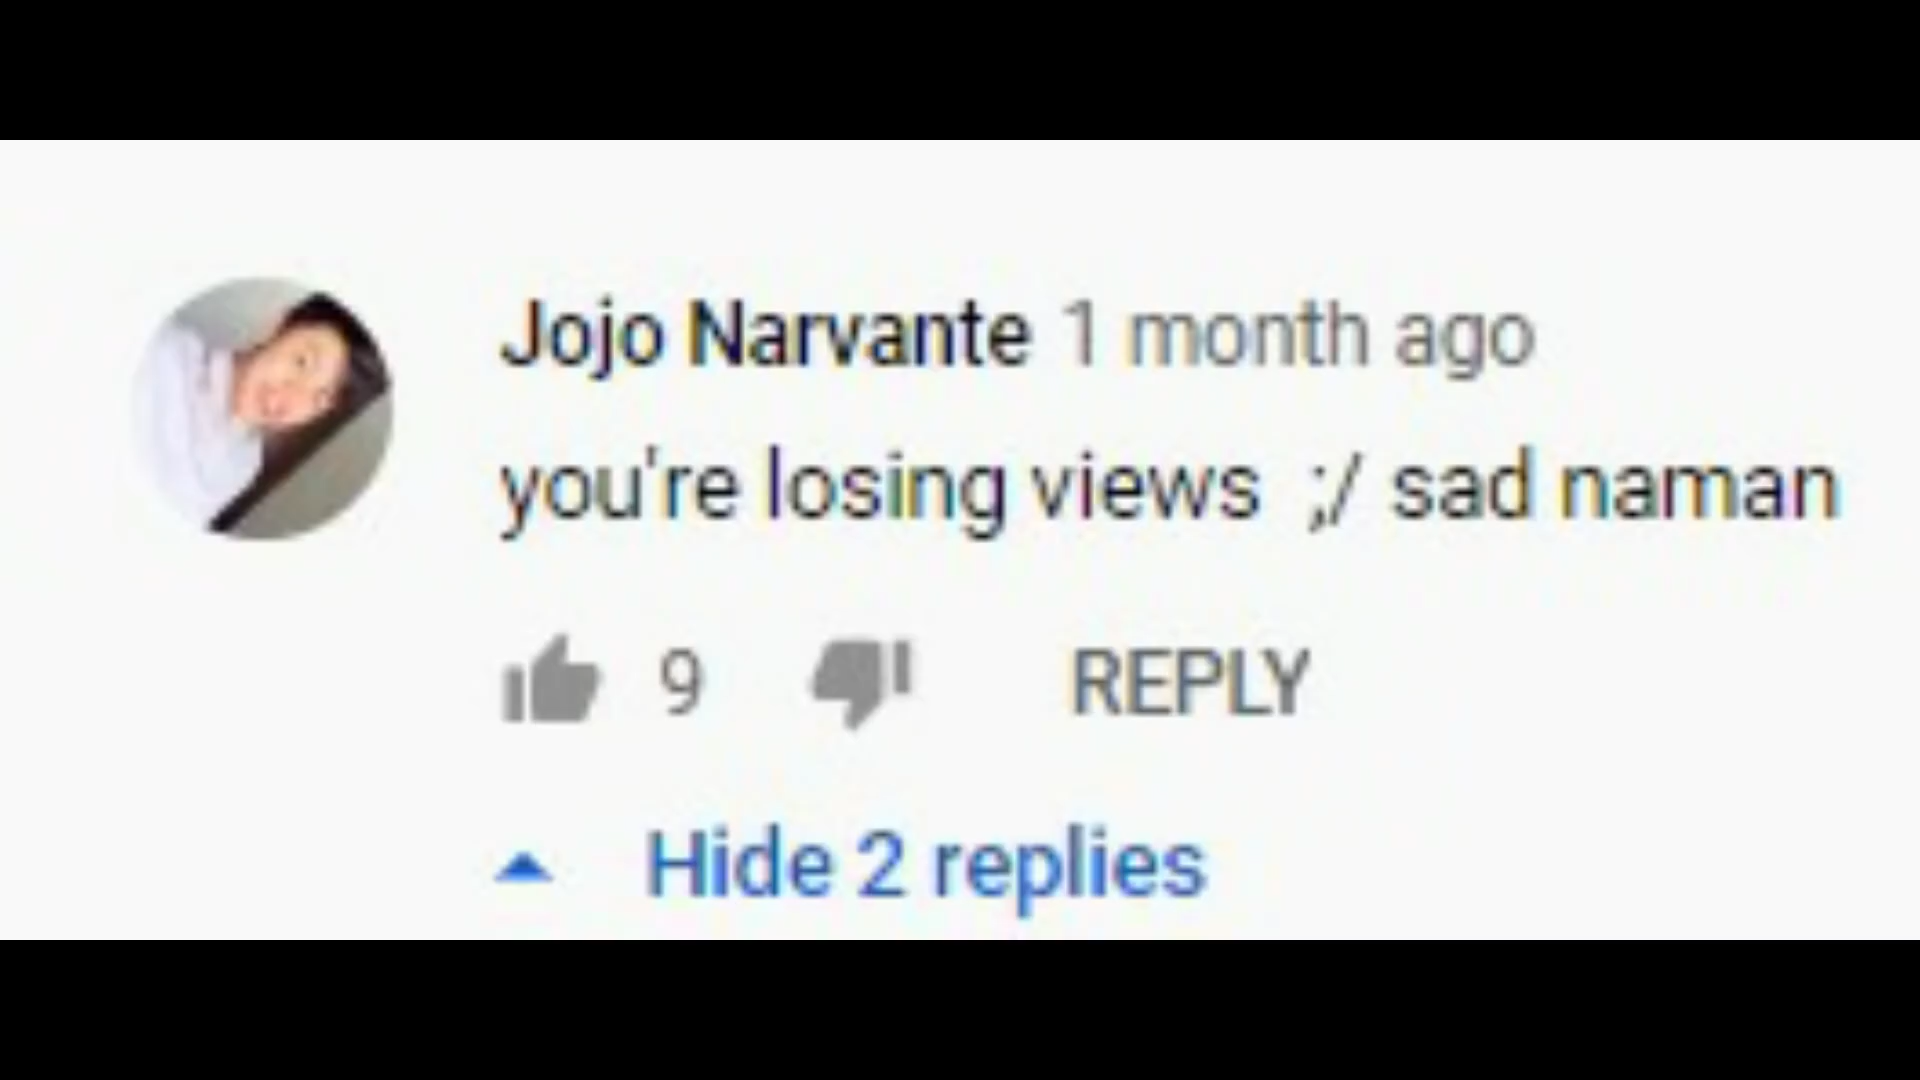 Jojo Narvante 1 month ago
you're losing views ;/ sad naman
9 REPLY
Hide 2 replies